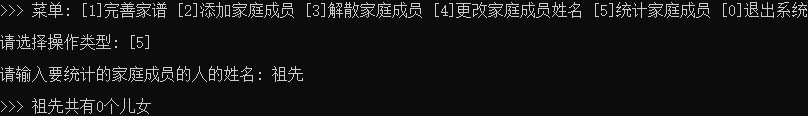 >>> 菜单: [1]完善家谱 [2]添加家庭成员 [3]解散家庭成员 [4]更改家庭成员姓名 [5]统计家庭成员 [0]退出系统
请选择操作类型: [5]
请输入要统计的家庭成员的人的姓名: 祖先
>>> 祖先共有0个儿女